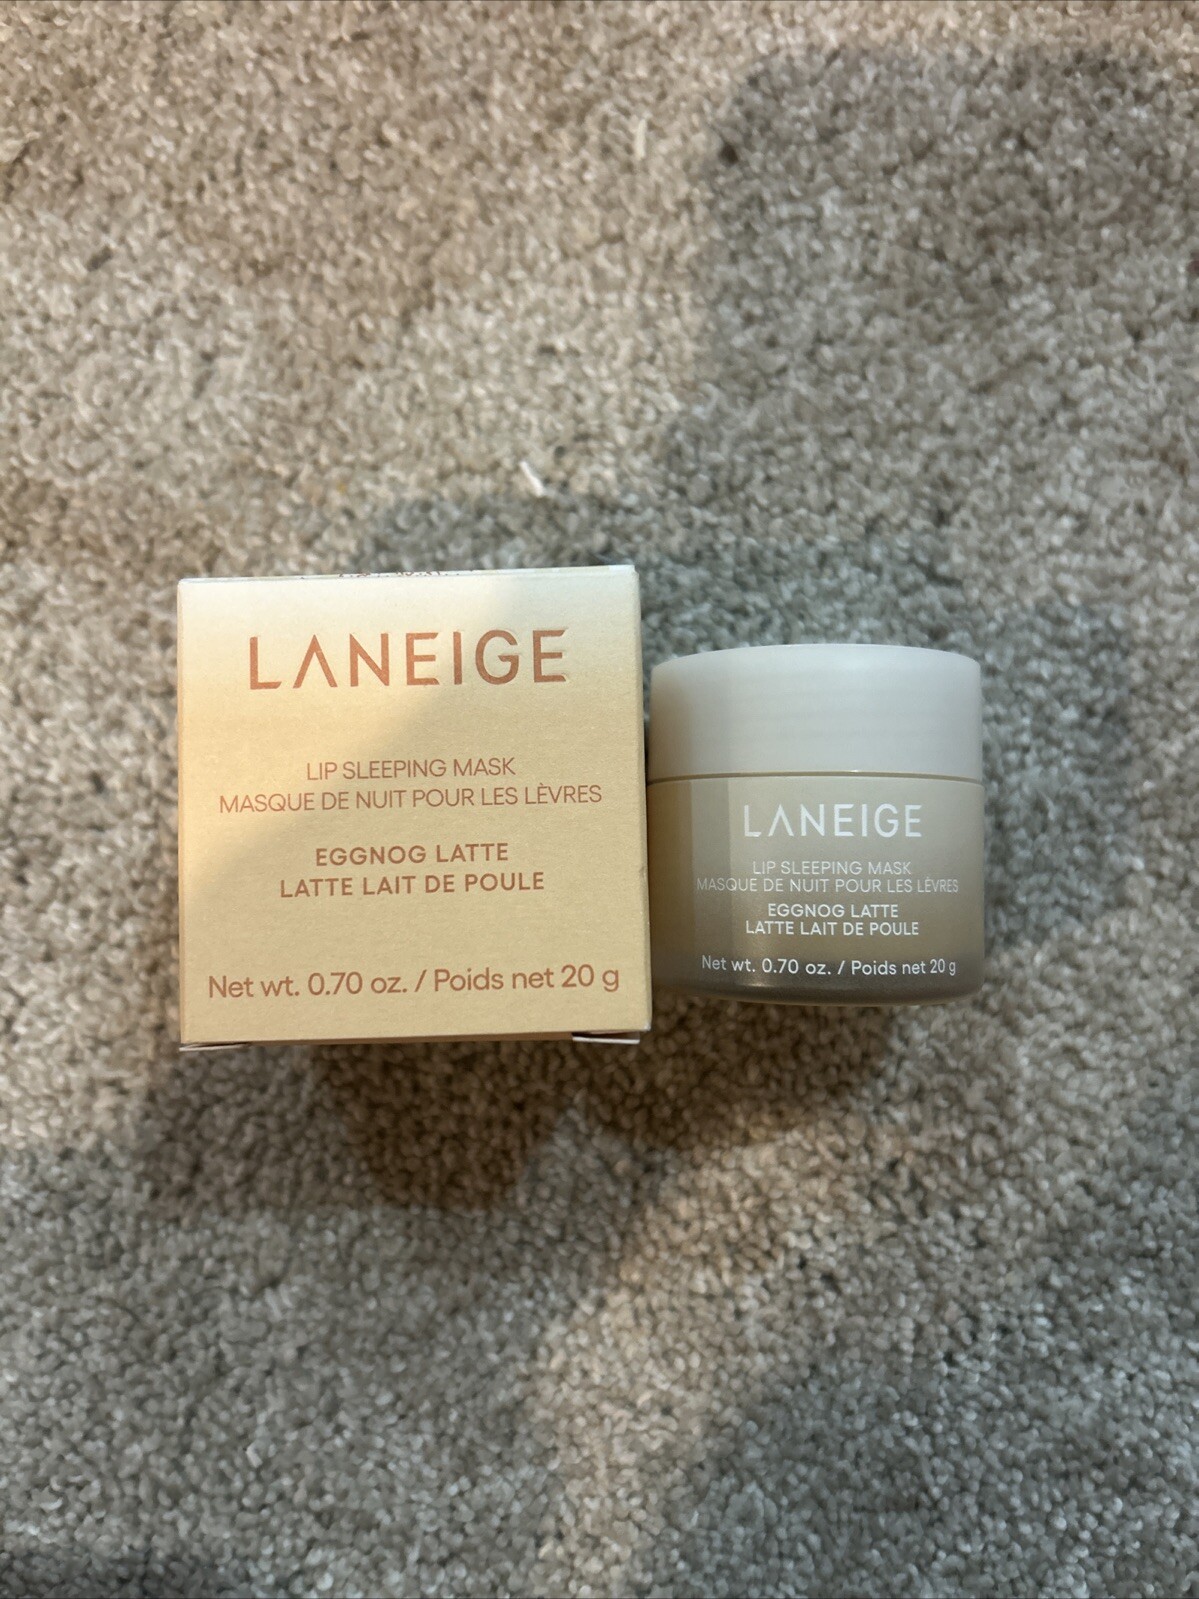 LANEIGE
LIP SLEEPING MASK
MASQUE DE NUIT POUR LES LÈVRES
EGGNOG LATTE
LATTE LAIT DE POULE
Net wt. 0.70 oz. / Poids net 20 g
LANEIGE
LIP SLEEPING MASK
MASQUE DE NUIT POUR LES LÈVRES
EGGNOG LATTE
LATTE LAIT DE POULE
Net wt. 0.70 oz. / Poids net 20 g